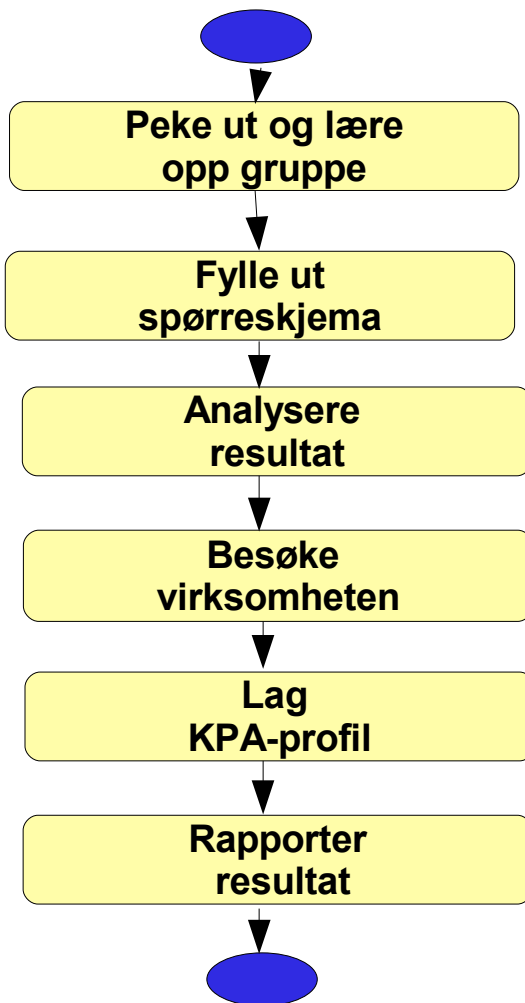 Peke ut og lære
opp gruppe
Fylle ut
spørreskjema
Analysere
resultat
Besøke
virksomheten
Lag
KPA-profil
Rapporter
resultat